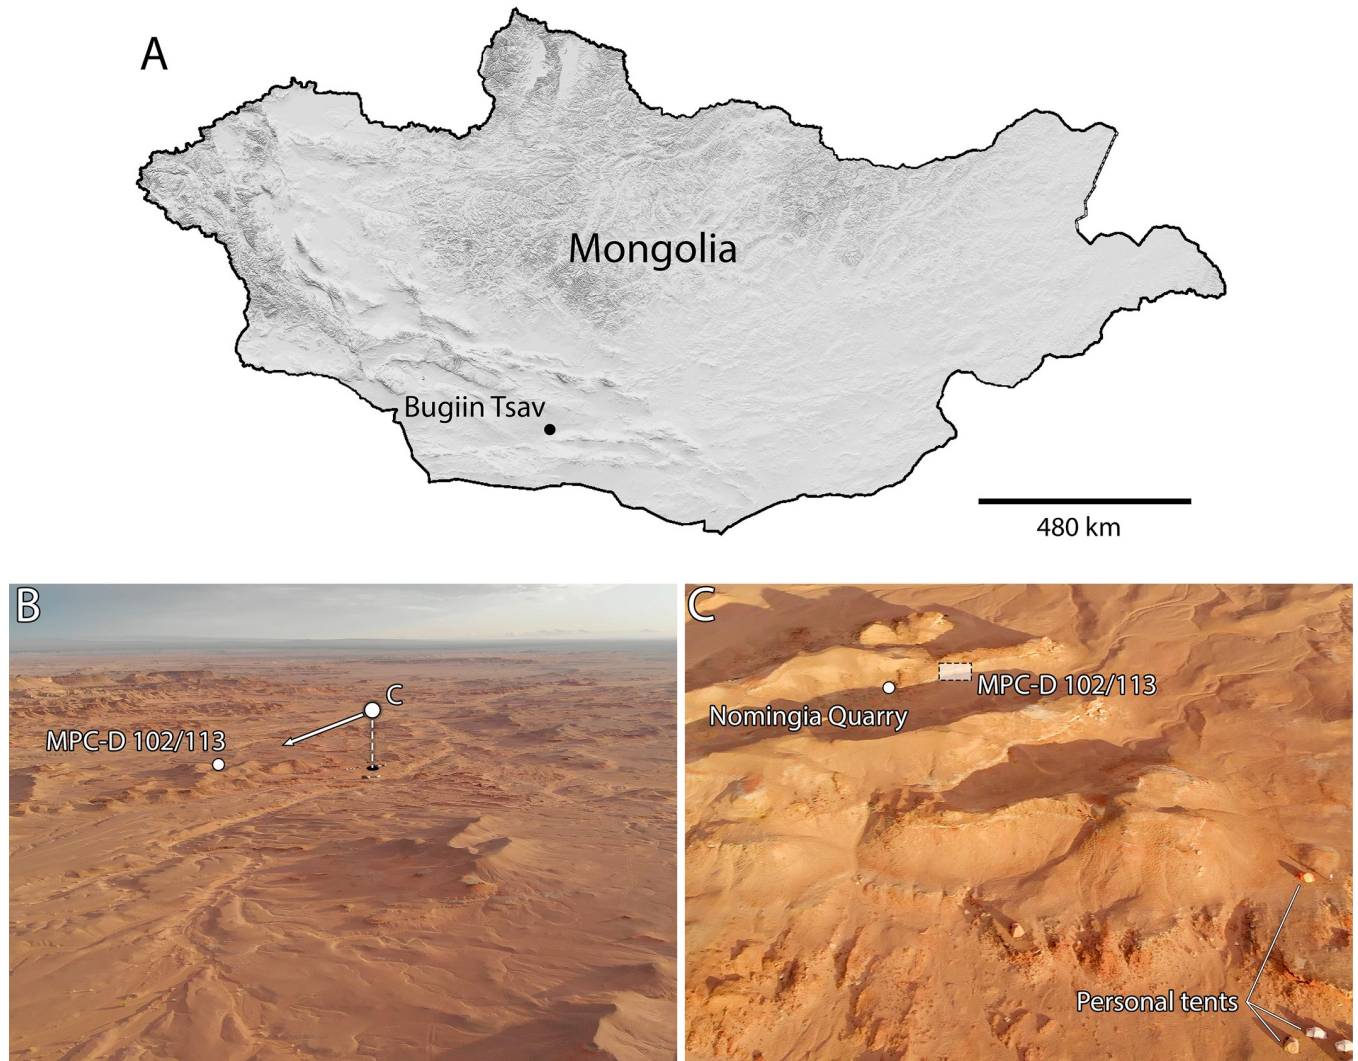 A
Mongolia
Bugiin Tsav
480 km
B
C
MPC-D 102/113
C
MPC-D 102/113
Nomingia Quarry
Personal tents